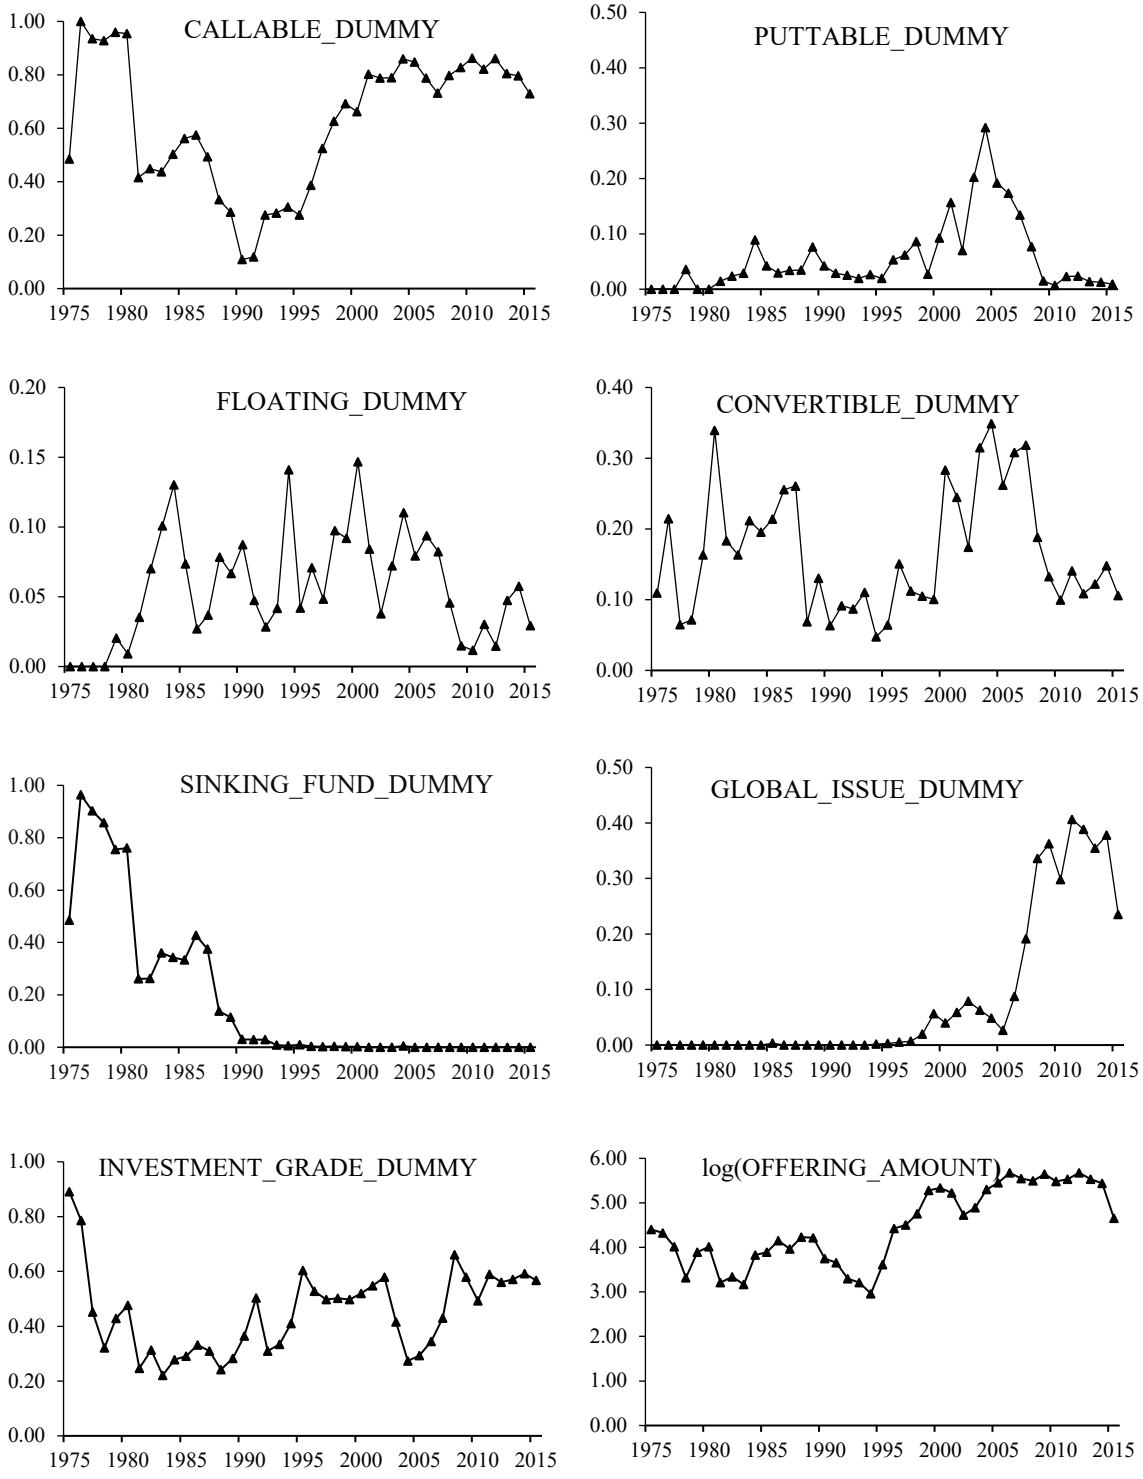 CALLABLE_DUMMY
1.00
0.80
0.60
0.40
0.20
0.00
1975 1980 1985 1990 1995 2000 2005 2010 2015
PUTTABLE_DUMMY
0.50
0.40
0.30
0.20
0.10
0.00
1975 1980 1985 1990 1995 2000 2005 2010 2015
FLOATING_DUMMY
0.20
0.15
0.10
0.05
0.00
1975 1980 1985 1990 1995 2000 2005 2010 2015
CONVERTIBLE_DUMMY
0.40
0.30
0.20
0.10
0.00
1975 1980 1985 1990 1995 2000 2005 2010 2015
SINKING_FUND_DUMMY
1.00
0.80
0.60
0.40
0.20
0.00
1975 1980 1985 1990 1995 2000 2005 2010 2015
GLOBAL_ISSUE_DUMMY
0.50
0.40
0.30
0.20
0.10
0.00
1975 1980 1985 1990 1995 2000 2005 2010 2015
INVESTMENT_GRADE_DUMMY
1.00
0.80
0.60
0.40
0.20
0.00
1975 1980 1985 1990 1995 2000 2005 2010 2015
log(OFFERING_AMOUNT)
6.00
5.00
4.00
3.00
2.00
1.00
0.00
1975 1980 1985 1990 1995 2000 2005 2010 2015